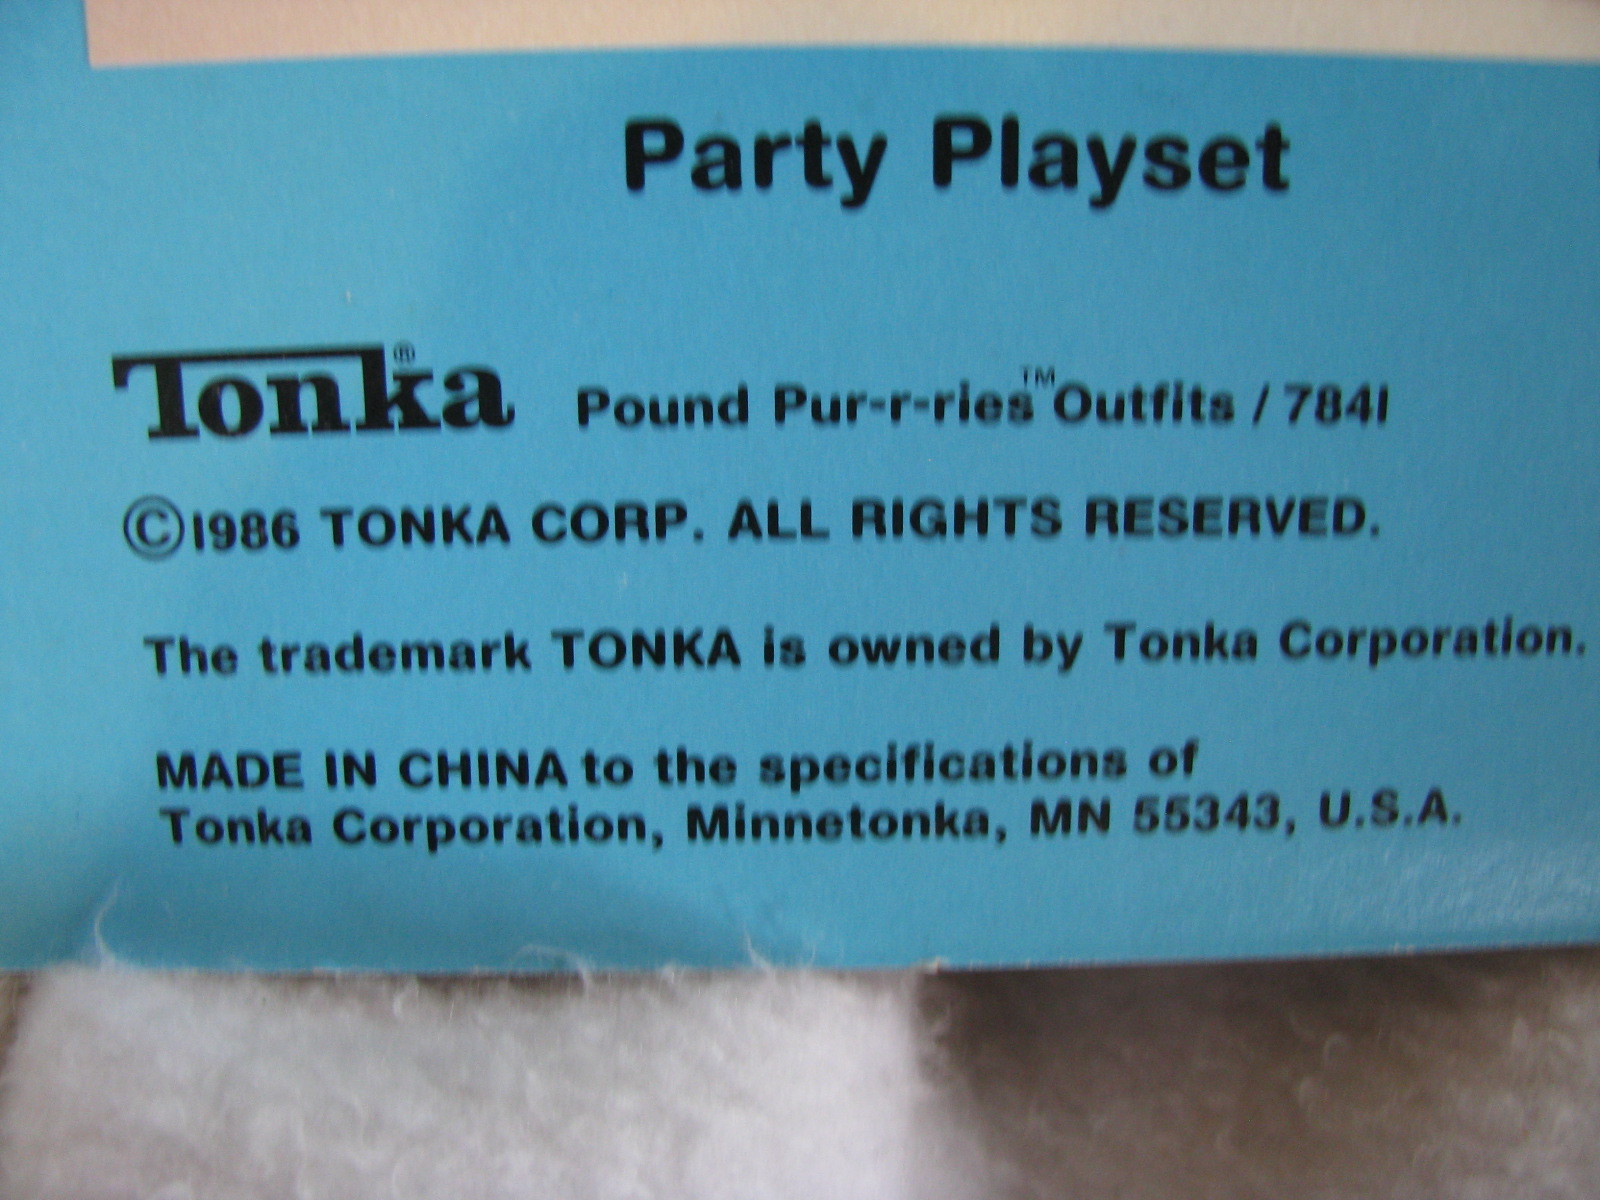 Party Playset
Tonka® Pound Pur-r-ries™ Outfits / 7841
©1986 TONKA CORP. ALL RIGHTS RESERVED.
The trademark TONKA is owned by Tonka Corporation.
MADE IN CHINA to the specifications of
Tonka Corporation, Minnetonka, MN 55343, U.S.A.